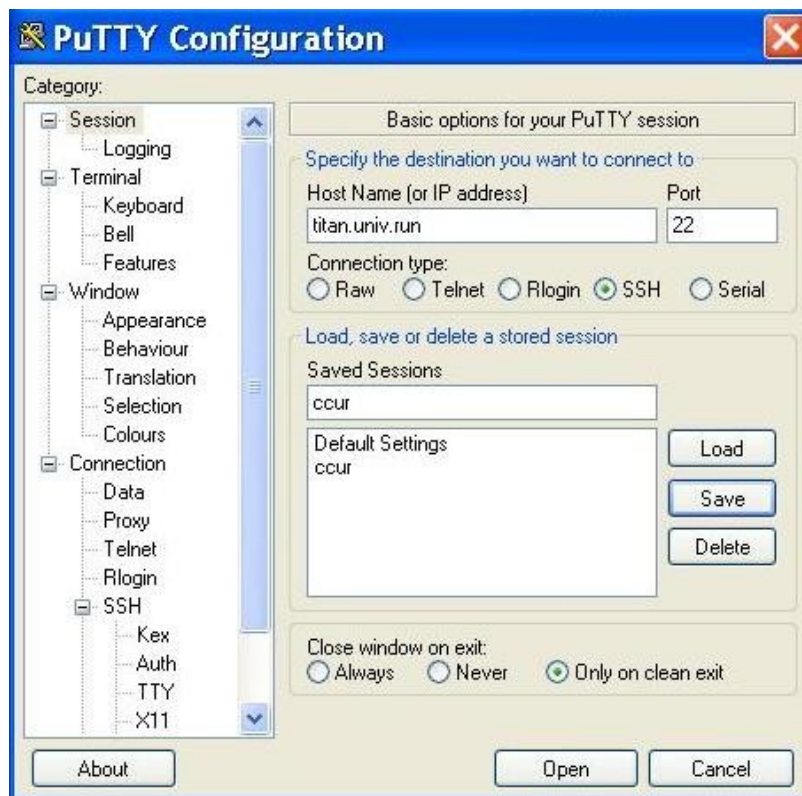 PuTTY Configuration
Category:
Session
Logging
Terminal
Keyboard
Bell
Features
Window
Appearance
Behaviour
Translation
Selection
Colours
Connection
Data
Proxy
Telnet
Rlogin
SSH
Kex
Auth
TTY
X11
Basic options for your PuTTY session
Specify the destination you want to connect to
Host Name (or IP address) Port
titan.univ.run 22
Connection type:
Raw Telnet Rlogin SSH Serial
Load, save or delete a stored session
Saved Sessions
ccur
Default Settings
ccur
Load
Save
Delete
Close window on exit:
Always Never Only on clean exit
About Open Cancel